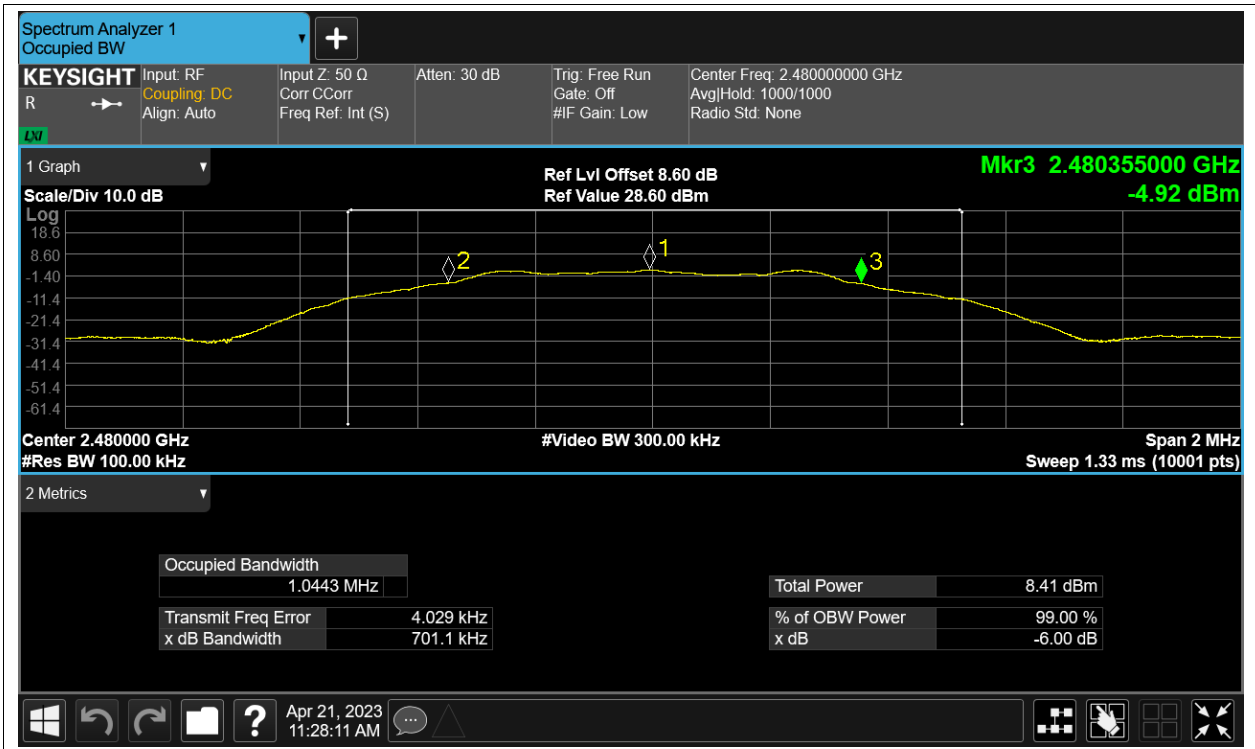 Spectrum Analyzer 1
Occupied BW
KEYSIGHT
R
LXI
Input: RF
Coupling: DC
Align: Auto
Input Z: 50 Ω
Corr CCorr
Freq Ref: Int (S)
Atten: 30 dB
Trig: Free Run
Gate: Off
#IF Gain: Low
Center Freq: 2.480000000 GHz
Avg|Hold: 1000/1000
Radio Std: None
1 Graph
Scale/Div 10.0 dB
Ref Lvl Offset 8.60 dB
Ref Value 28.60 dBm
Mkr3 2.480355000 GHz
-4.92 dBm
Log
18.6
8.60
-1.40
-11.4
-21.4
-31.4
-41.4
-51.4
-61.4
2
1
3
Center 2.480000 GHz
#Video BW 300.00 kHz
Span 2 MHz
#Res BW 100.00 kHz
Sweep 1.33 ms (10001 pts)
2 Metrics
Occupied Bandwidth
1.0443 MHz
Transmit Freq Error 4.029 kHz
x dB Bandwidth 701.1 kHz
Total Power 8.41 dBm
% of OBW Power 99.00 %
x dB -6.00 dB
?
Apr 21, 2023
11:28:11 AM